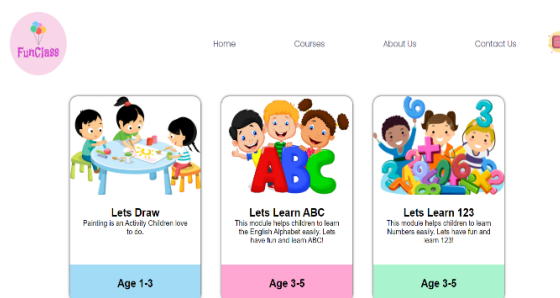 FunClass
Home Courses About Us Contact Us
Lets Draw
Painting is an Activity Children love
to do.
Age 1-3
ABC
Lets Learn ABC
This module helps children to learn
the English Alphabet easily. Lets
have fun and learn ABC!
Age 3-5
Lets Learn 123
This module helps children to learn
Numbers easily. Lets have fun and
learn 123!
Age 3-5